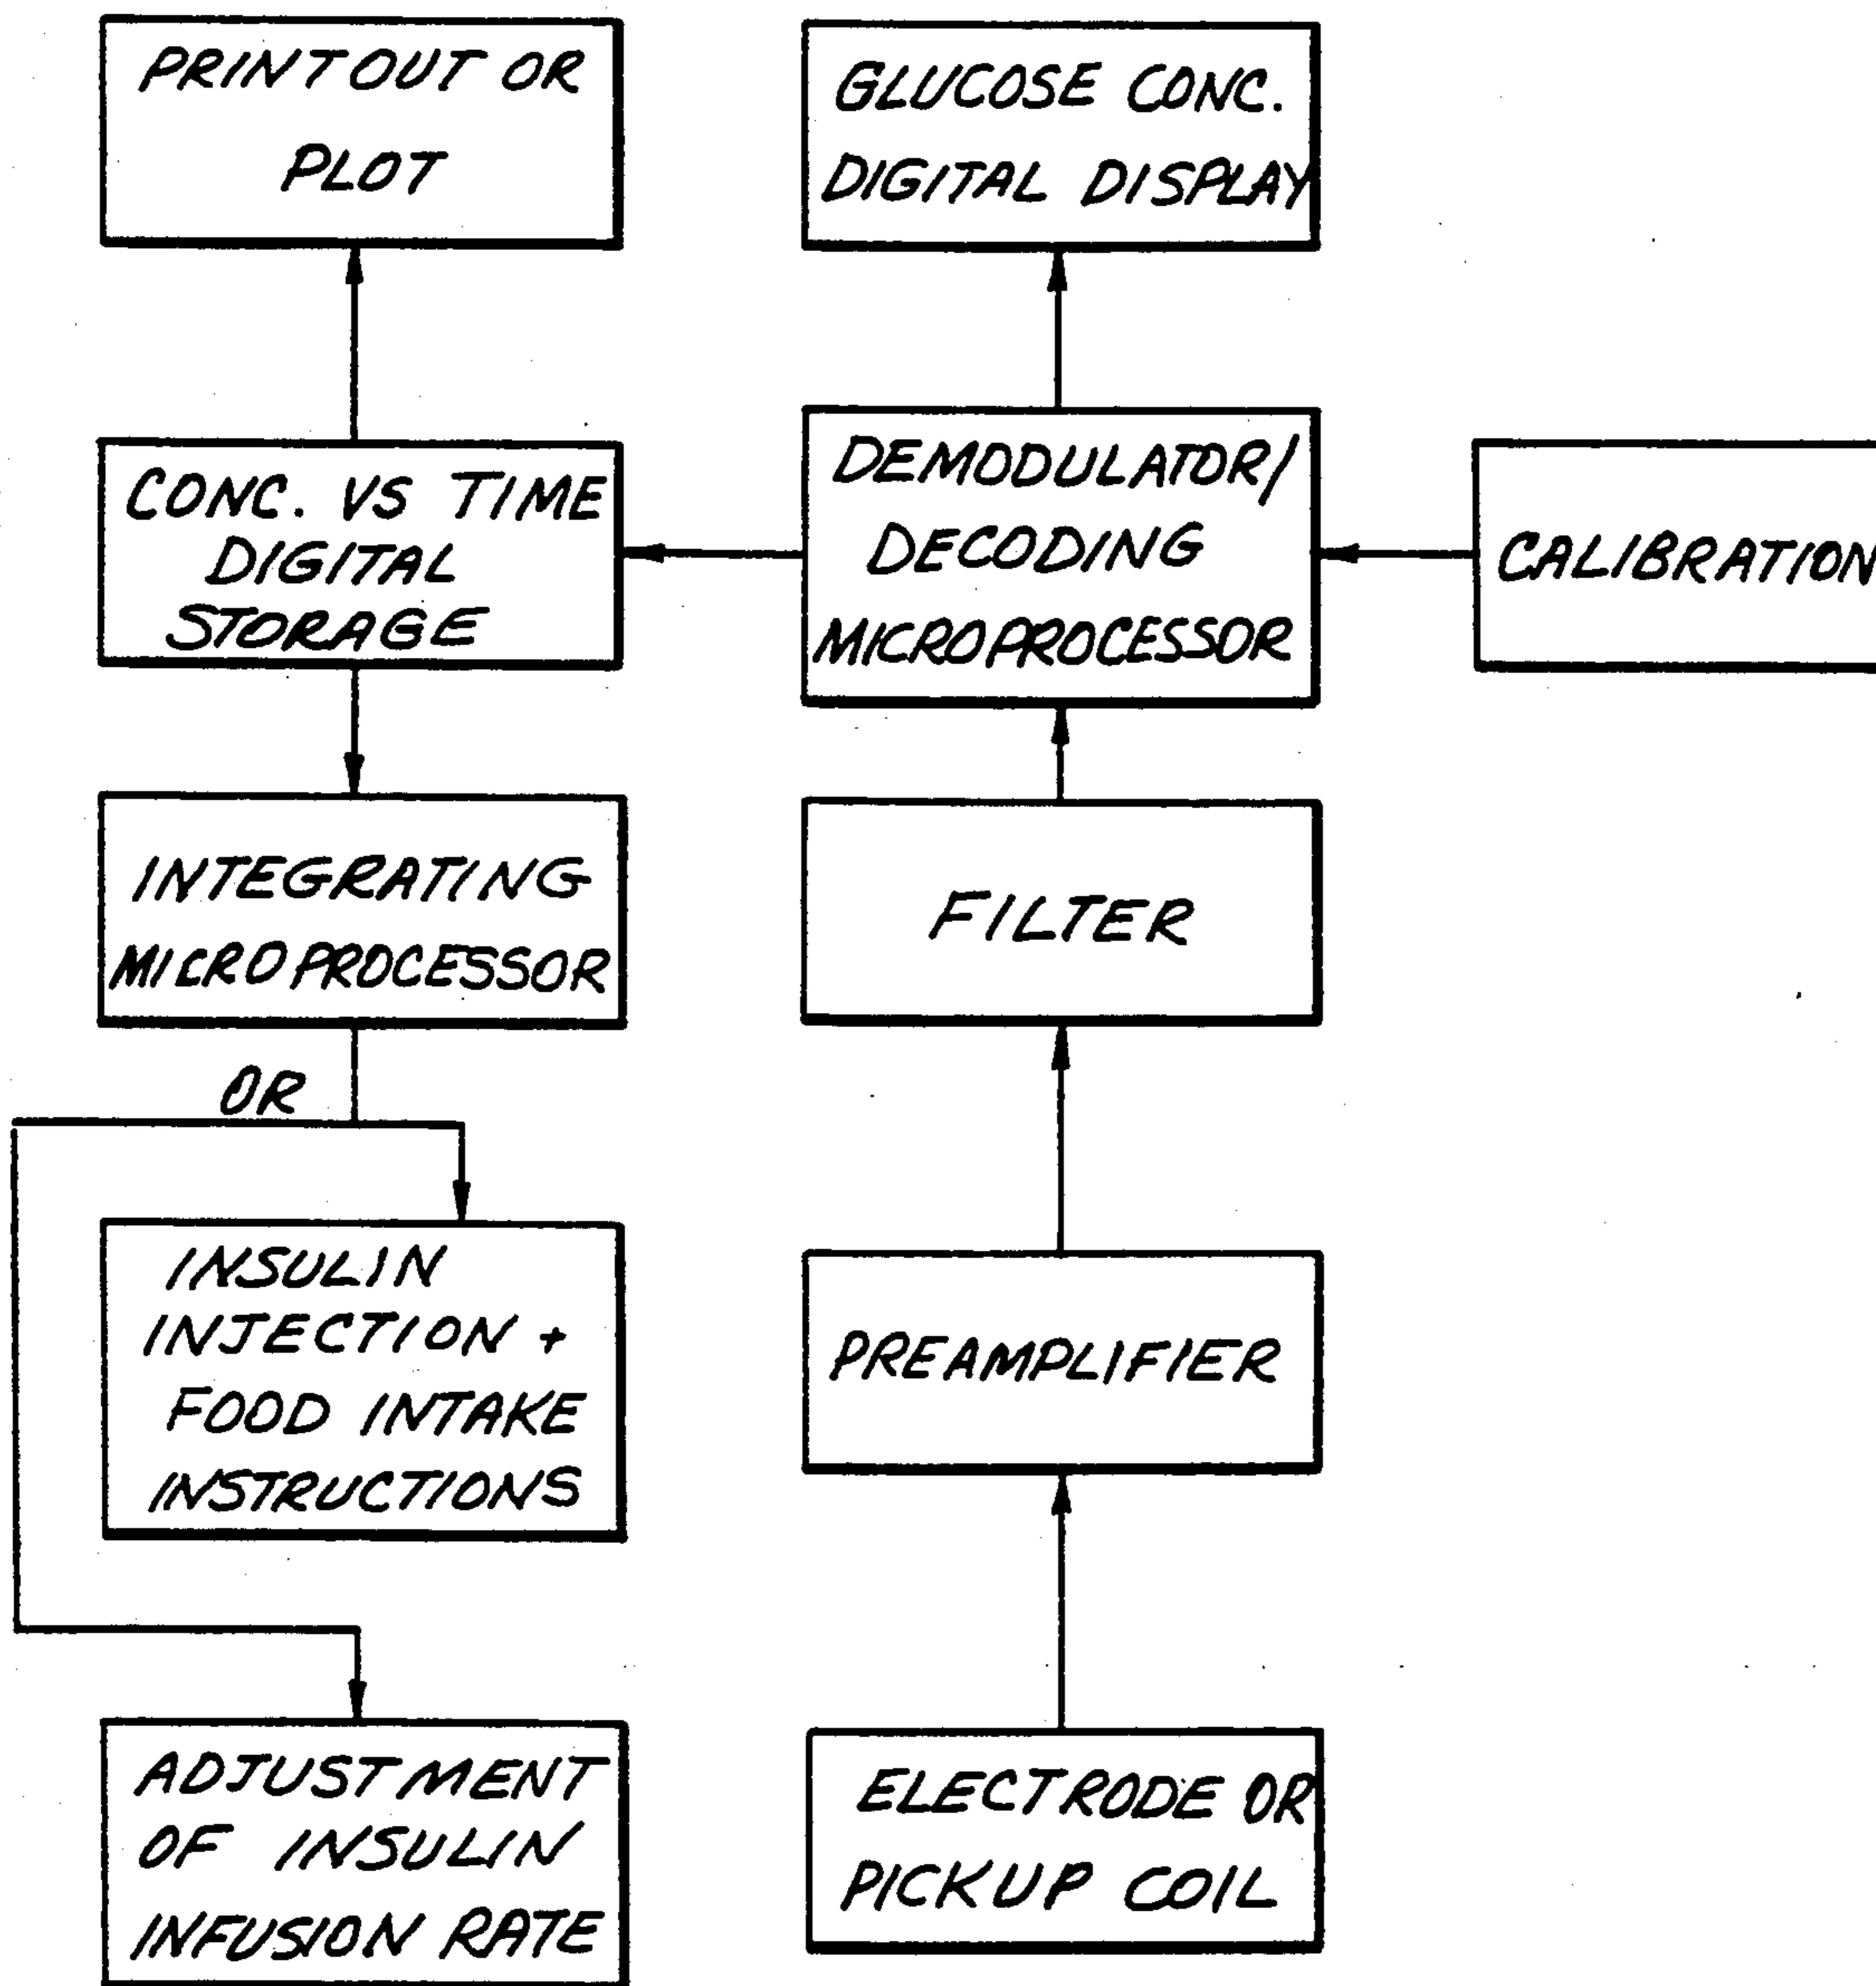 PRINTOUT OR
PLOT
GLUCOSE CONC.
DIGITAL DISPLAY
CONC. VS TIME
DIGITAL
STORAGE
DEMODULATOR/
DECODING
MICROPROCESSOR
CALIBRATION
INTEGRATING
MICROPROCESSOR
FILTER
OR
INSULIN
INJECTION +
FOOD INTAKE
INSTRUCTIONS
PREAMPLIFIER
ADJUSTMENT
OF INSULIN
INFUSION RATE
ELECTRODE OR
PICKUP COIL